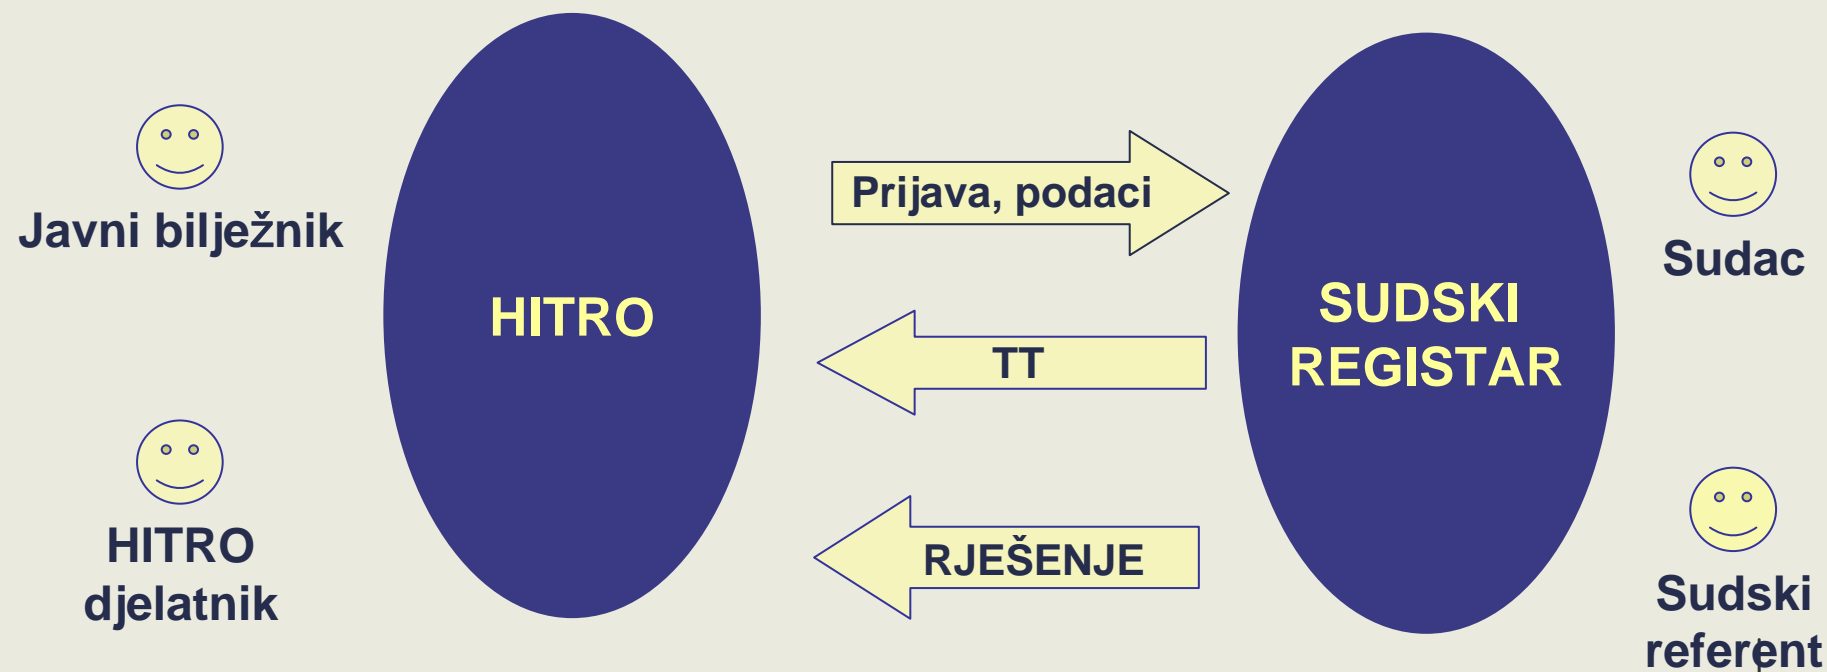 Javni bilježnik
HITRO
djelatnik
HITRO
Prijava, podaci
TT
RJEŠENJE
SUDSKI
REGISTAR
Sudac
Sudski
referent